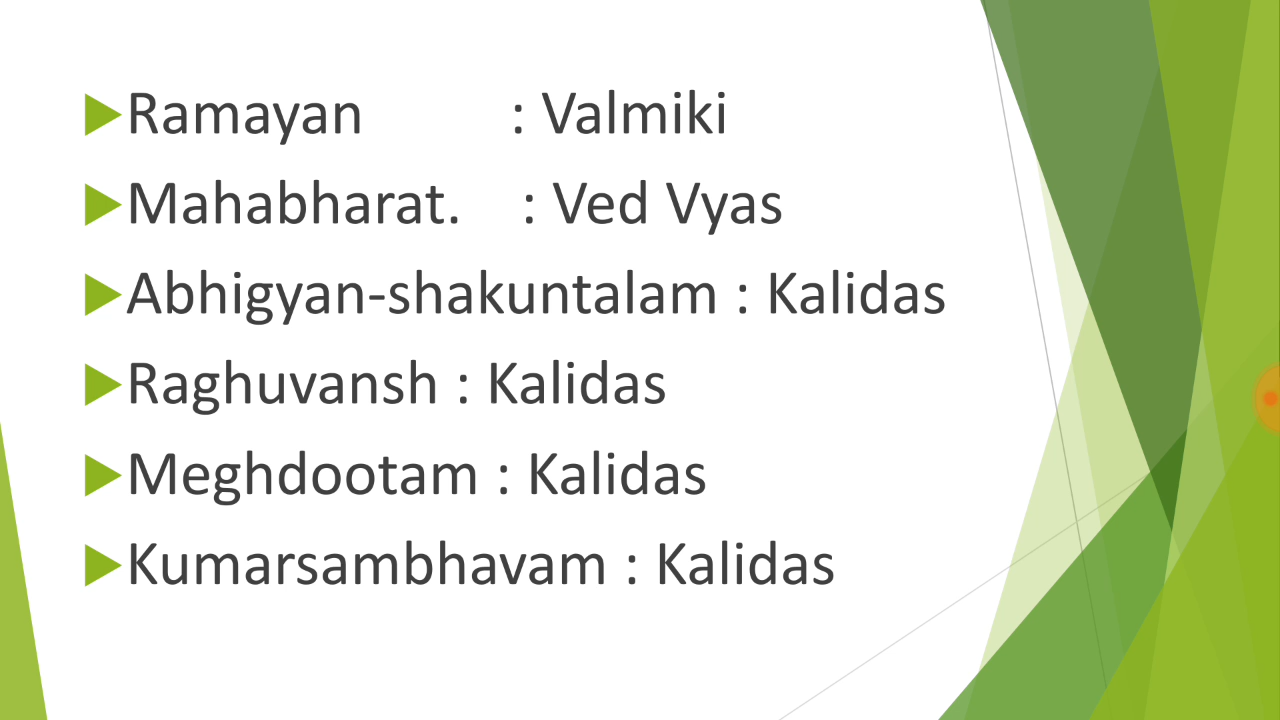 Ramayan : Valmiki
Mahabharat. : Ved Vyas
Abhigyan-shakuntalam : Kalidas
Raghuvansh : Kalidas
Meghdootam : Kalidas
Kumarsambhavam : Kalidas